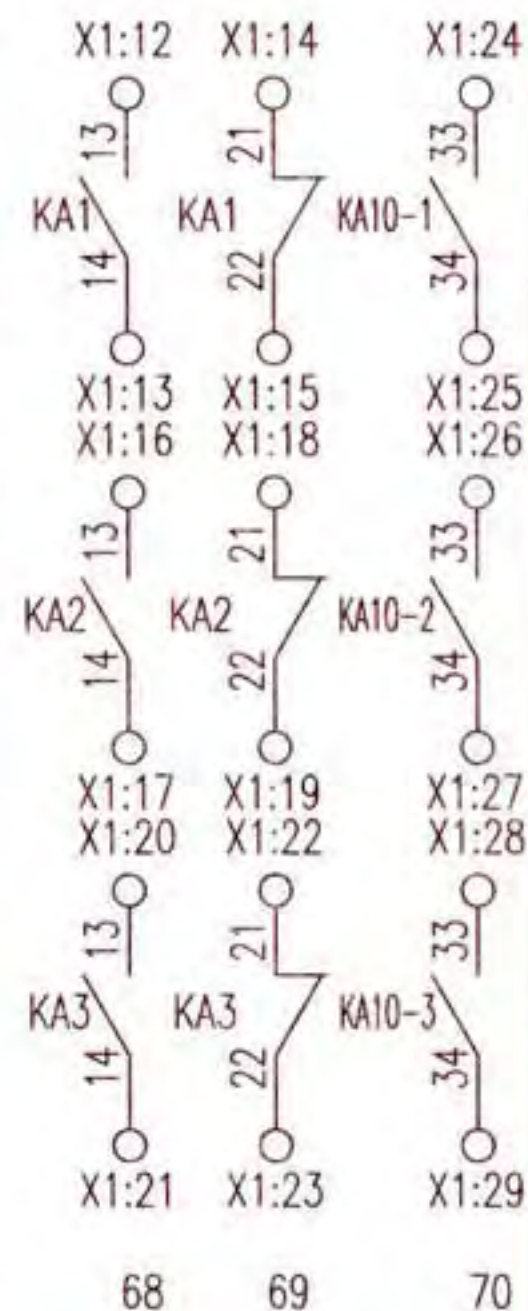 X1:12 X1:14 X1:24
13 21 33
KA1 KA1 KA10-1
14 22 34
X1:13 X1:15 X1:25
X1:16 X1:18 X1:26
13 21 33
KA2 KA2 KA10-2
14 22 34
X1:17 X1:19 X1:27
X1:20 X1:22 X1:28
13 21 33
KA3 KA3 KA10-3
14 22 34
X1:21 X1:23 X1:29
68 69 70